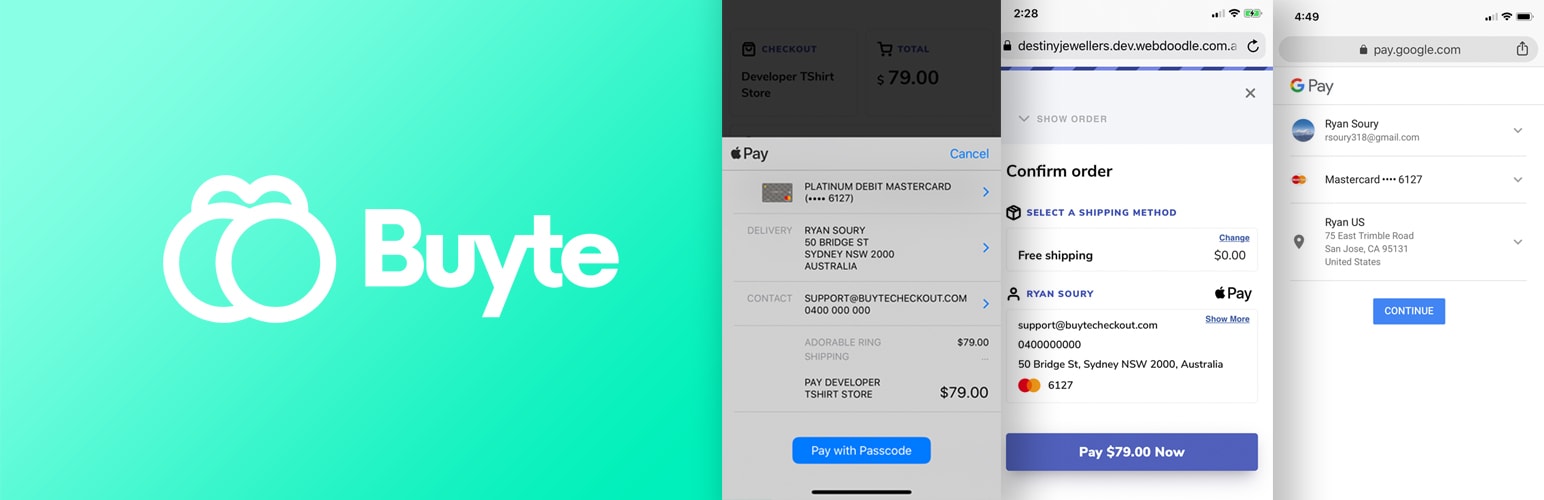 Buyte
CHECKOUT
Developer TShirt
Store
TOTAL
$ 79.00
Pay
Cancel
PLATINUM DEBIT MASTERCARD
(•••• 6127)
DELIVERY
RYAN SOURY
50 BRIDGE ST
SYDNEY NSW 2000
AUSTRALIA
CONTACT
SUPPORT@BUYTECHECKOUT.COM
0400 000 000
ADORABLE RING
$79.00
SHIPPING
...
PAY DEVELOPER
TSHIRT STORE
$79.00
Pay with Passcode
2:28
destinyjewellers.dev.webdoodle.com.a
SHOW ORDER
Confirm order
SELECT A SHIPPING METHOD
Change
Free shipping
$0.00
RYAN SOURY
Pay
Show More
support@buytecheckout.com
0400000000
50 Bridge St, Sydney NSW 2000, Australia
6127
Pay $79.00 Now
4:49
pay.google.com
G Pay
Ryan Soury
rsoury318@gmail.com
Mastercard •••• 6127
Ryan US
75 East Trimble Road
San Jose, CA 95131
United States
CONTINUE